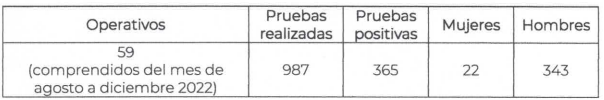 Operativos | Pruebas realizadas | Pruebas positivas | Mujeres | Hombres
59 (comprendidos del mes de agosto a diciembre 2022) | 987 | 365 | 22 | 343